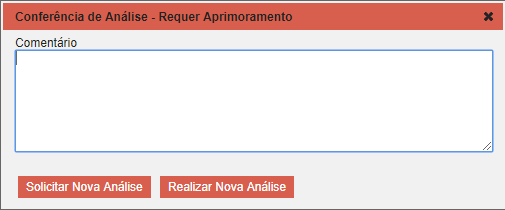 Conferência de Análise - Requer Aprimoramento
Comentário
Solicitar Nova Análise Realizar Nova Análise